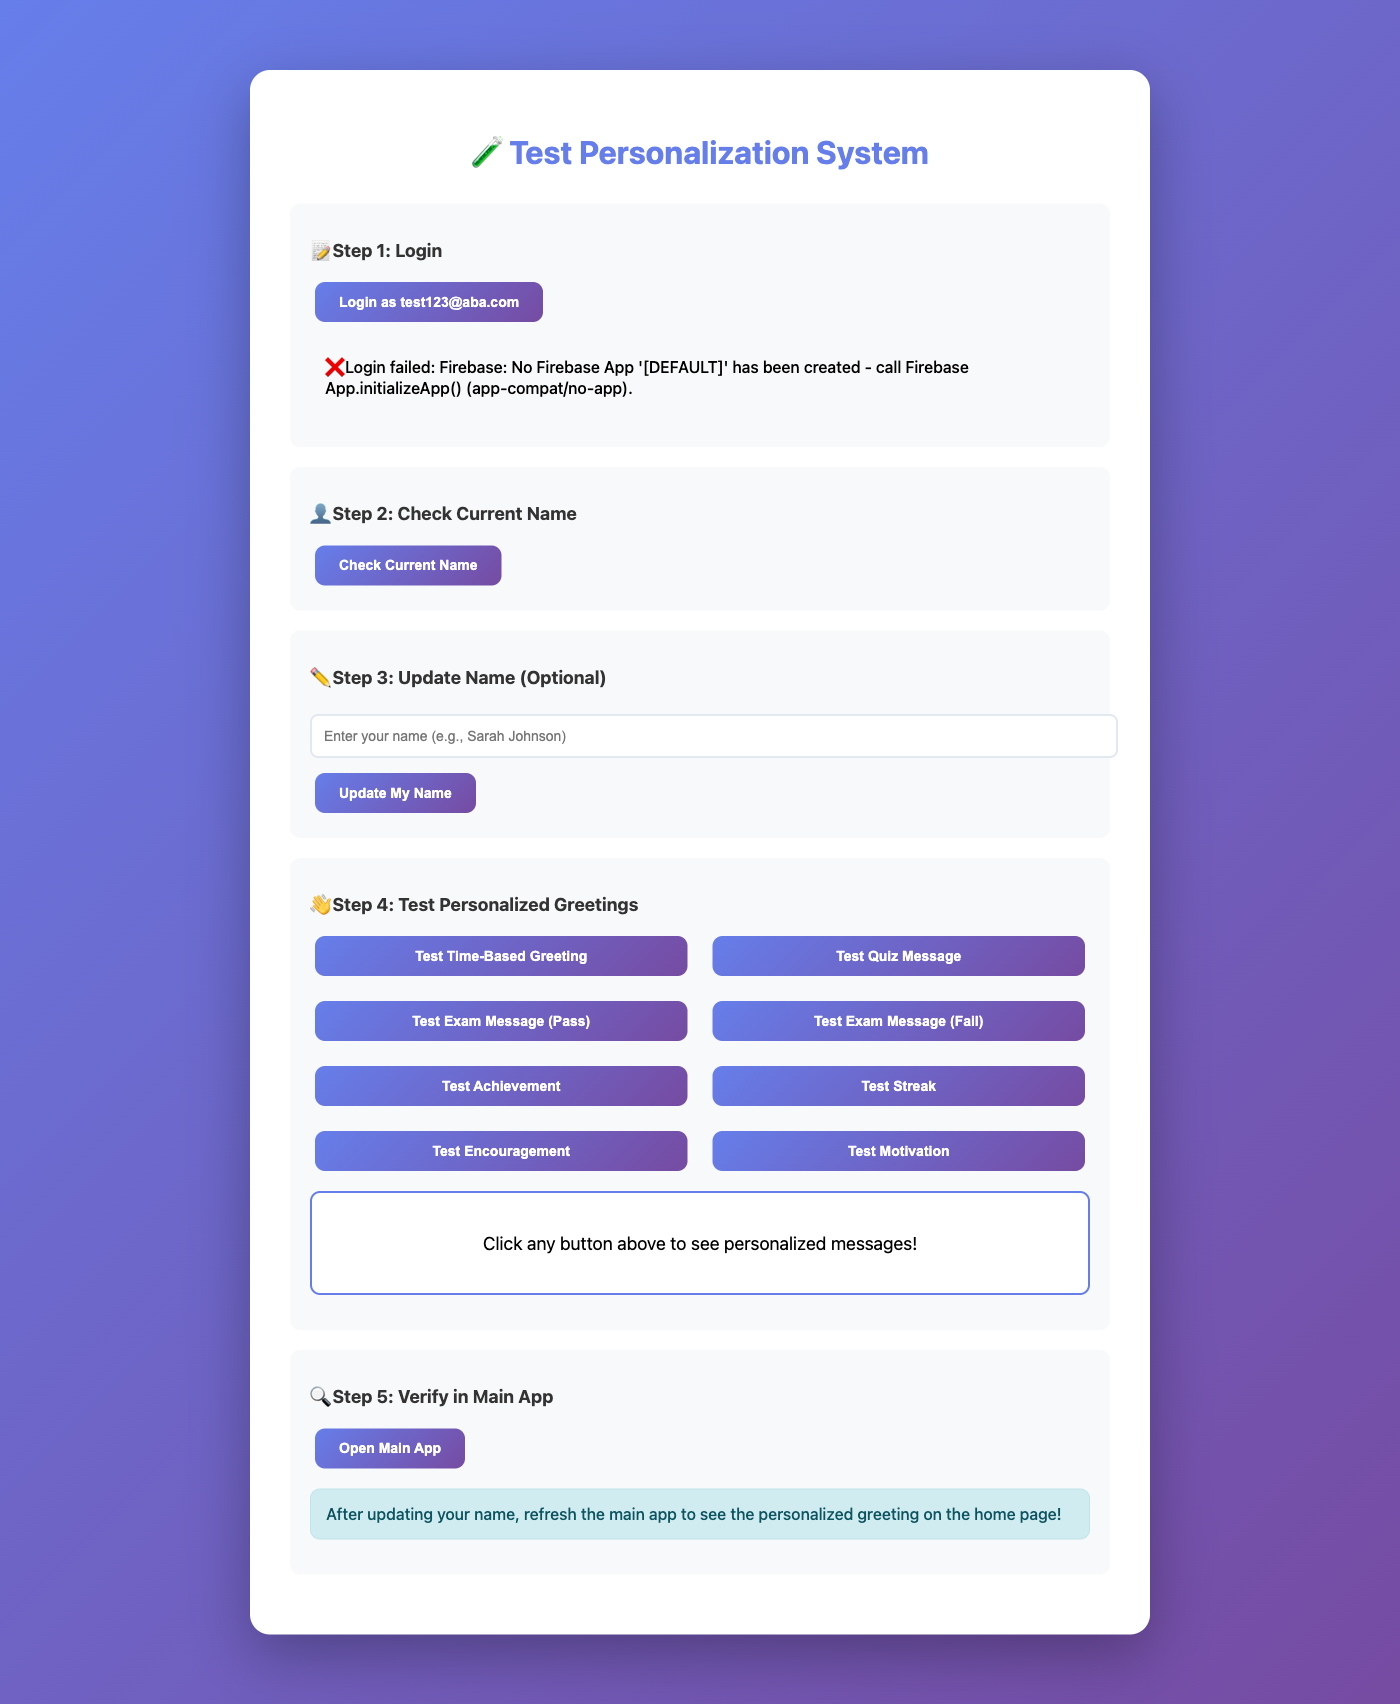 🧪 Test Personalization System
📝Step 1: Login
Login as test123@aba.com
❌Login failed: Firebase: No Firebase App '[DEFAULT]' has been created - call Firebase
App.initializeApp() (app-compat/no-app).
👤Step 2: Check Current Name
Check Current Name
✏️Step 3: Update Name (Optional)
Enter your name (e.g., Sarah Johnson)
Update My Name
👋Step 4: Test Personalized Greetings
Test Time-Based Greeting
Test Quiz Message
Test Exam Message (Pass)
Test Exam Message (Fail)
Test Achievement
Test Streak
Test Encouragement
Test Motivation
Click any button above to see personalized messages!
🔍Step 5: Verify in Main App
Open Main App
After updating your name, refresh the main app to see the personalized greeting on the home page!